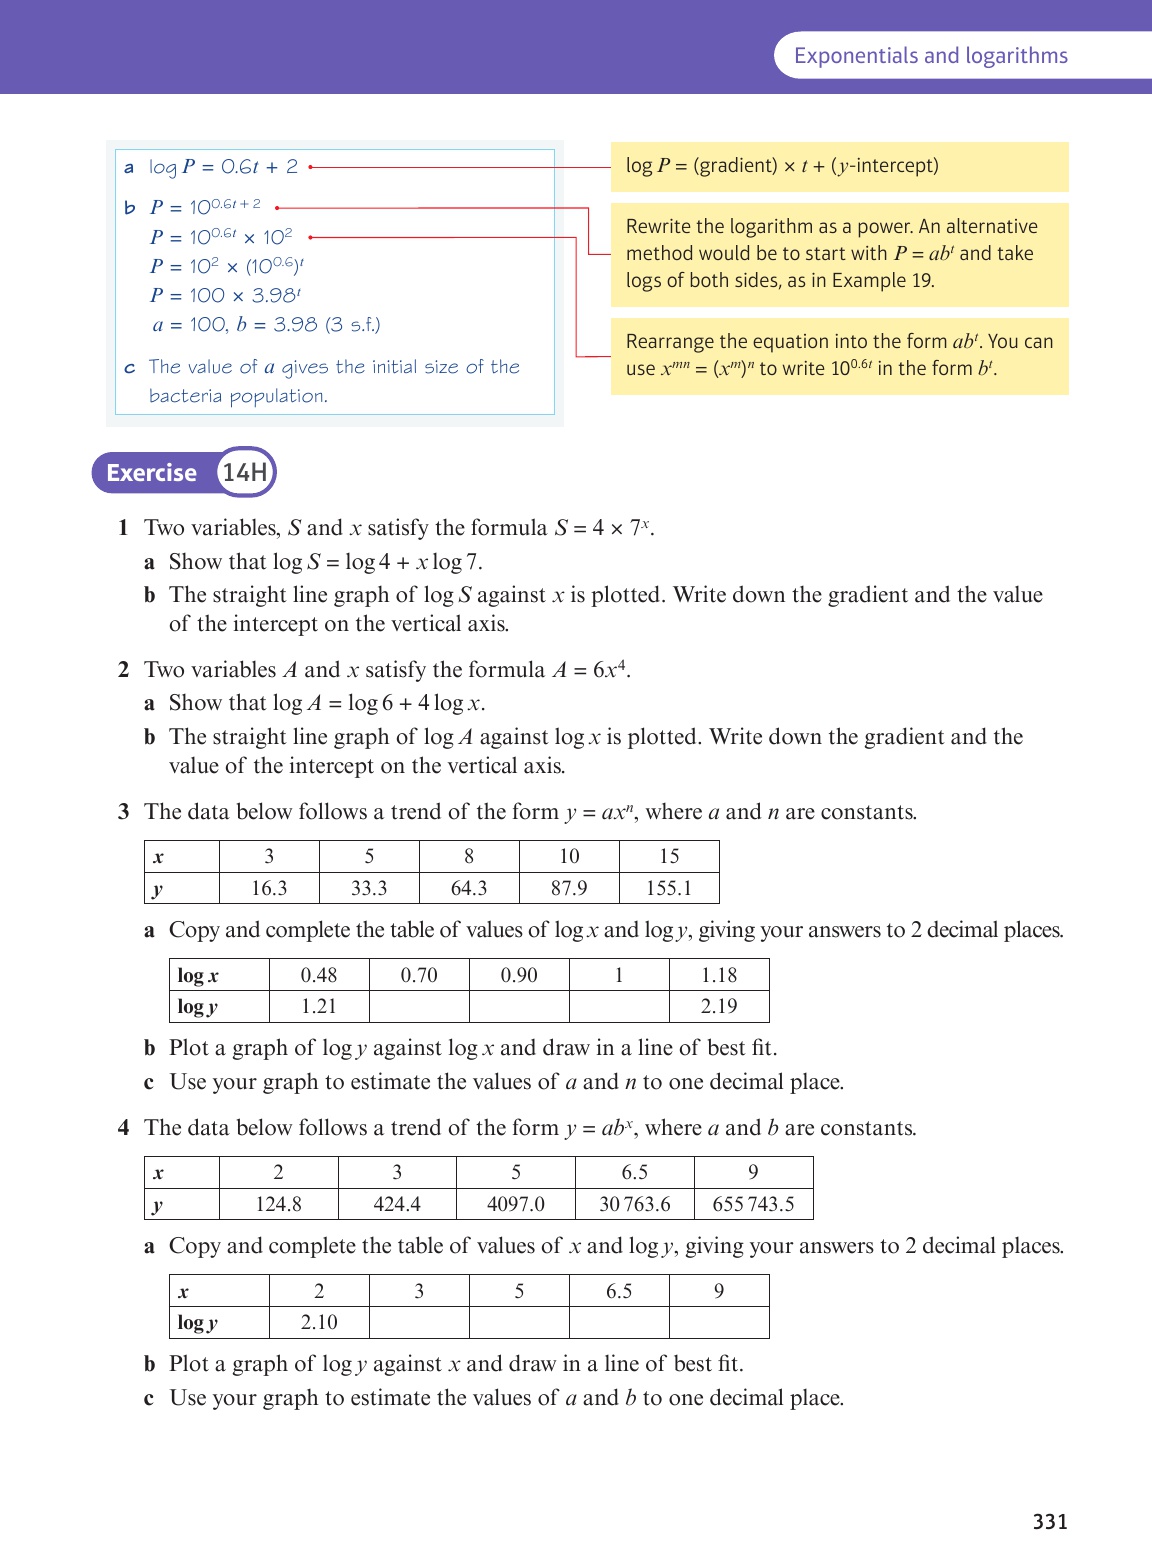 Exponentials and logarithms
a log P = 0.6t + 2
log P = (gradient) × t + (y-intercept)
b P = 10^{0.6t + 2}
P = 10^{0.6t} × 10²
P = 10² × (10^{0.6})^t
P = 100 × 3.98^t
a = 100, b = 3.98 (3 s.f.)
Rewrite the logarithm as a power. An alternative
method would be to start with P = ab^t and take
logs of both sides, as in Example 19.
Rearrange the equation into the form ab^t. You can
use x^{mn} = (x^m)^n to write 10^{0.6t} in the form b^t.
c The value of a gives the initial size of the
bacteria population.
Exercise 14H
1 Two variables, S and x satisfy the formula S = 4 × 7^x.
a Show that log S = log 4 + x log 7.
b The straight line graph of log S against x is plotted. Write down the gradient and the value
of the intercept on the vertical axis.
2 Two variables A and x satisfy the formula A = 6x⁴.
a Show that log A = log 6 + 4 log x.
b The straight line graph of log A against log x is plotted. Write down the gradient and the
value of the intercept on the vertical axis.
3 The data below follows a trend of the form y = ax^n, where a and n are constants.
x 3 5 8 10 15
y 16.3 33.3 64.3 87.9 155.1
a Copy and complete the table of values of log x and log y, giving your answers to 2 decimal places.
log x 0.48 0.70 0.90 1 1.18
log y 1.21 2.19
b Plot a graph of log y against log x and draw in a line of best fit.
c Use your graph to estimate the values of a and n to one decimal place.
4 The data below follows a trend of the form y = ab^x, where a and b are constants.
x 2 3 5 6.5 9
y 124.8 424.4 4097.0 30 763.6 655 743.5
a Copy and complete the table of values of x and log y, giving your answers to 2 decimal places.
x 2 3 5 6.5 9
log y 2.10
b Plot a graph of log y against x and draw in a line of best fit.
c Use your graph to estimate the values of a and b to one decimal place.
331